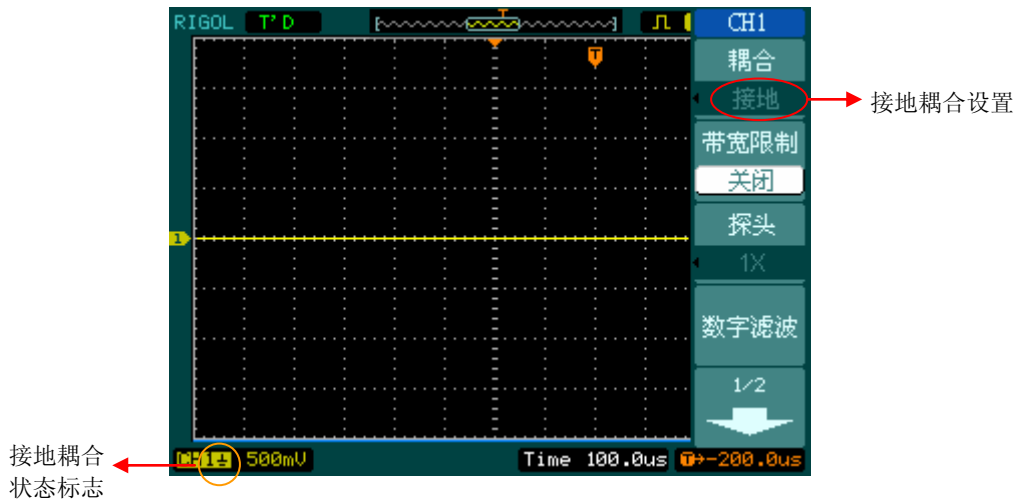 RIGOL T'D T CH1
耦合
T
接地
接地耦合设置
带宽限制
关闭
探头
1
1X
数字滤波
1/2
接地耦合
状态标志
CH1 500mV Time 100.0us T→-200.0us